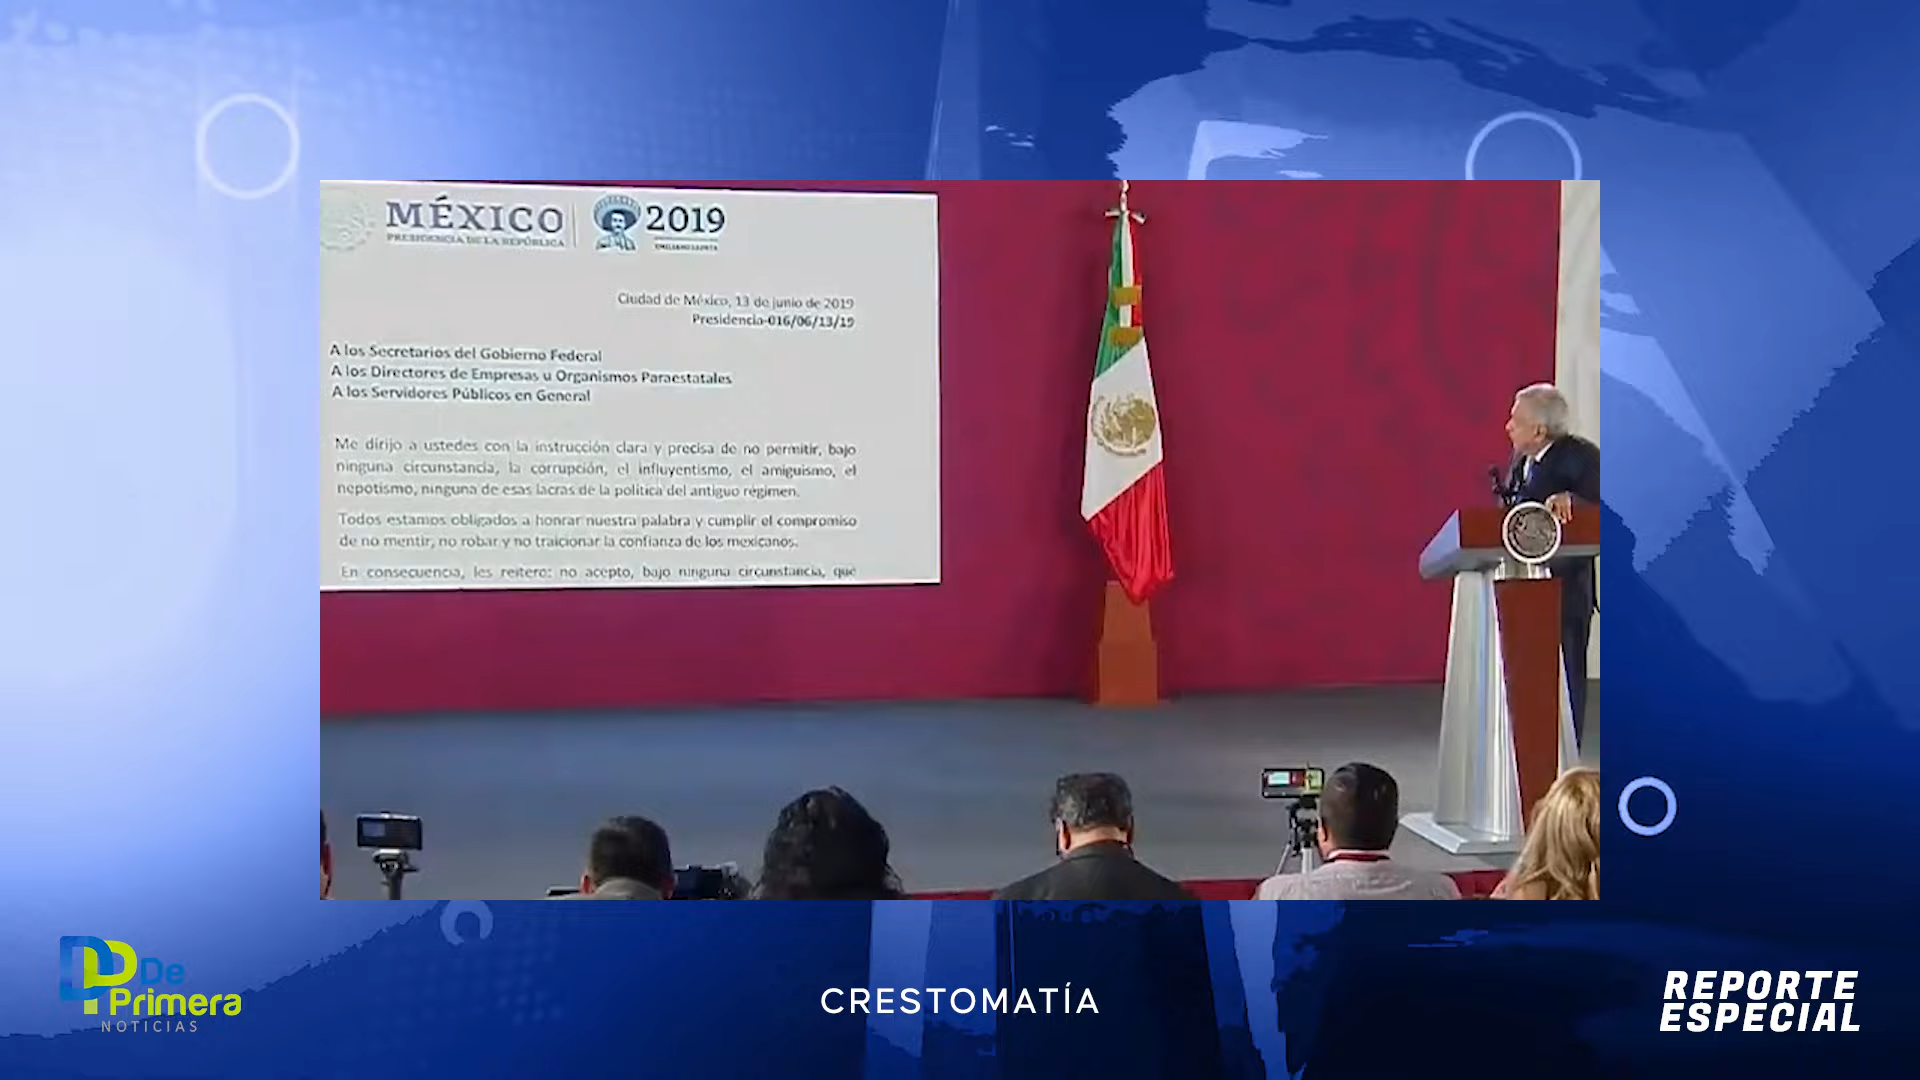 MÉXICO
PRESIDENCIA DE LA REPÚBLICA
2019
EMILIANO ZAPATA
Ciudad de México, 13 de junio de 2019
Presidencia-016/06/13/19
A los Secretarios del Gobierno Federal
A los Directores de Empresas u Organismos Paraestatales
A los Servidores Públicos en General
Me dirijo a ustedes con la instrucción clara y precisa de no permitir, bajo
ninguna circunstancia, la corrupción, el influyentismo, el amiguismo, el
nepotismo, ninguna de esas lacras de la política del antiguo régimen.
Todos estamos obligados a honrar nuestra palabra y cumplir el compromiso
de no mentir, no robar y no traicionar la confianza de los mexicanos.
En consecuencia, les reitero: no acepto, bajo ninguna circunstancia, que
De
Primera
NOTICIAS
CRESTOMATÍA
REPORTE
ESPECIAL